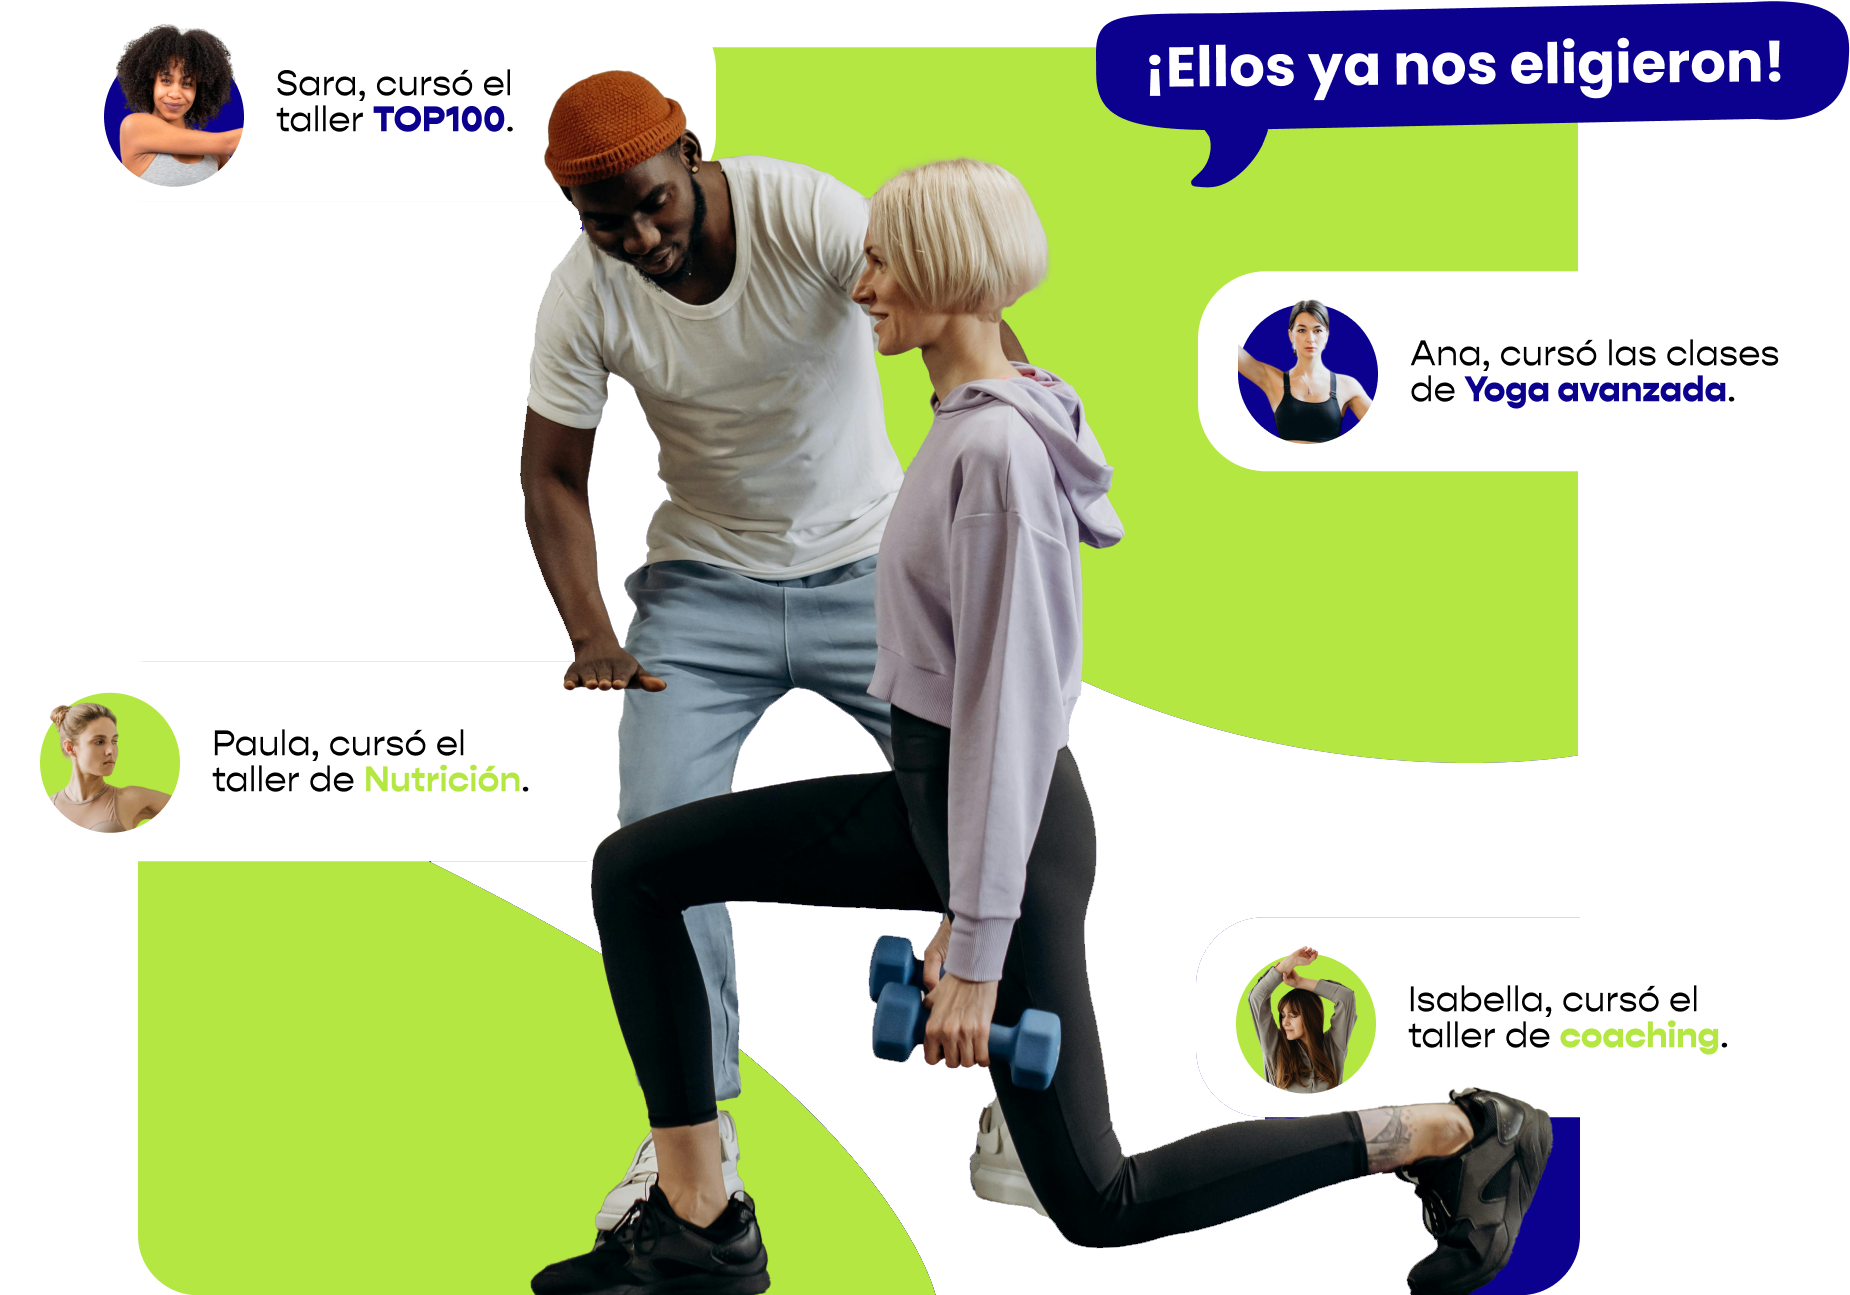 ¡Ellos ya nos eligieron!
Sara, cursó el
taller TOP100.
Ana, cursó las clases
de Yoga avanzada.
Paula, cursó el
taller de Nutrición.
Isabella, cursó el
taller de coaching.